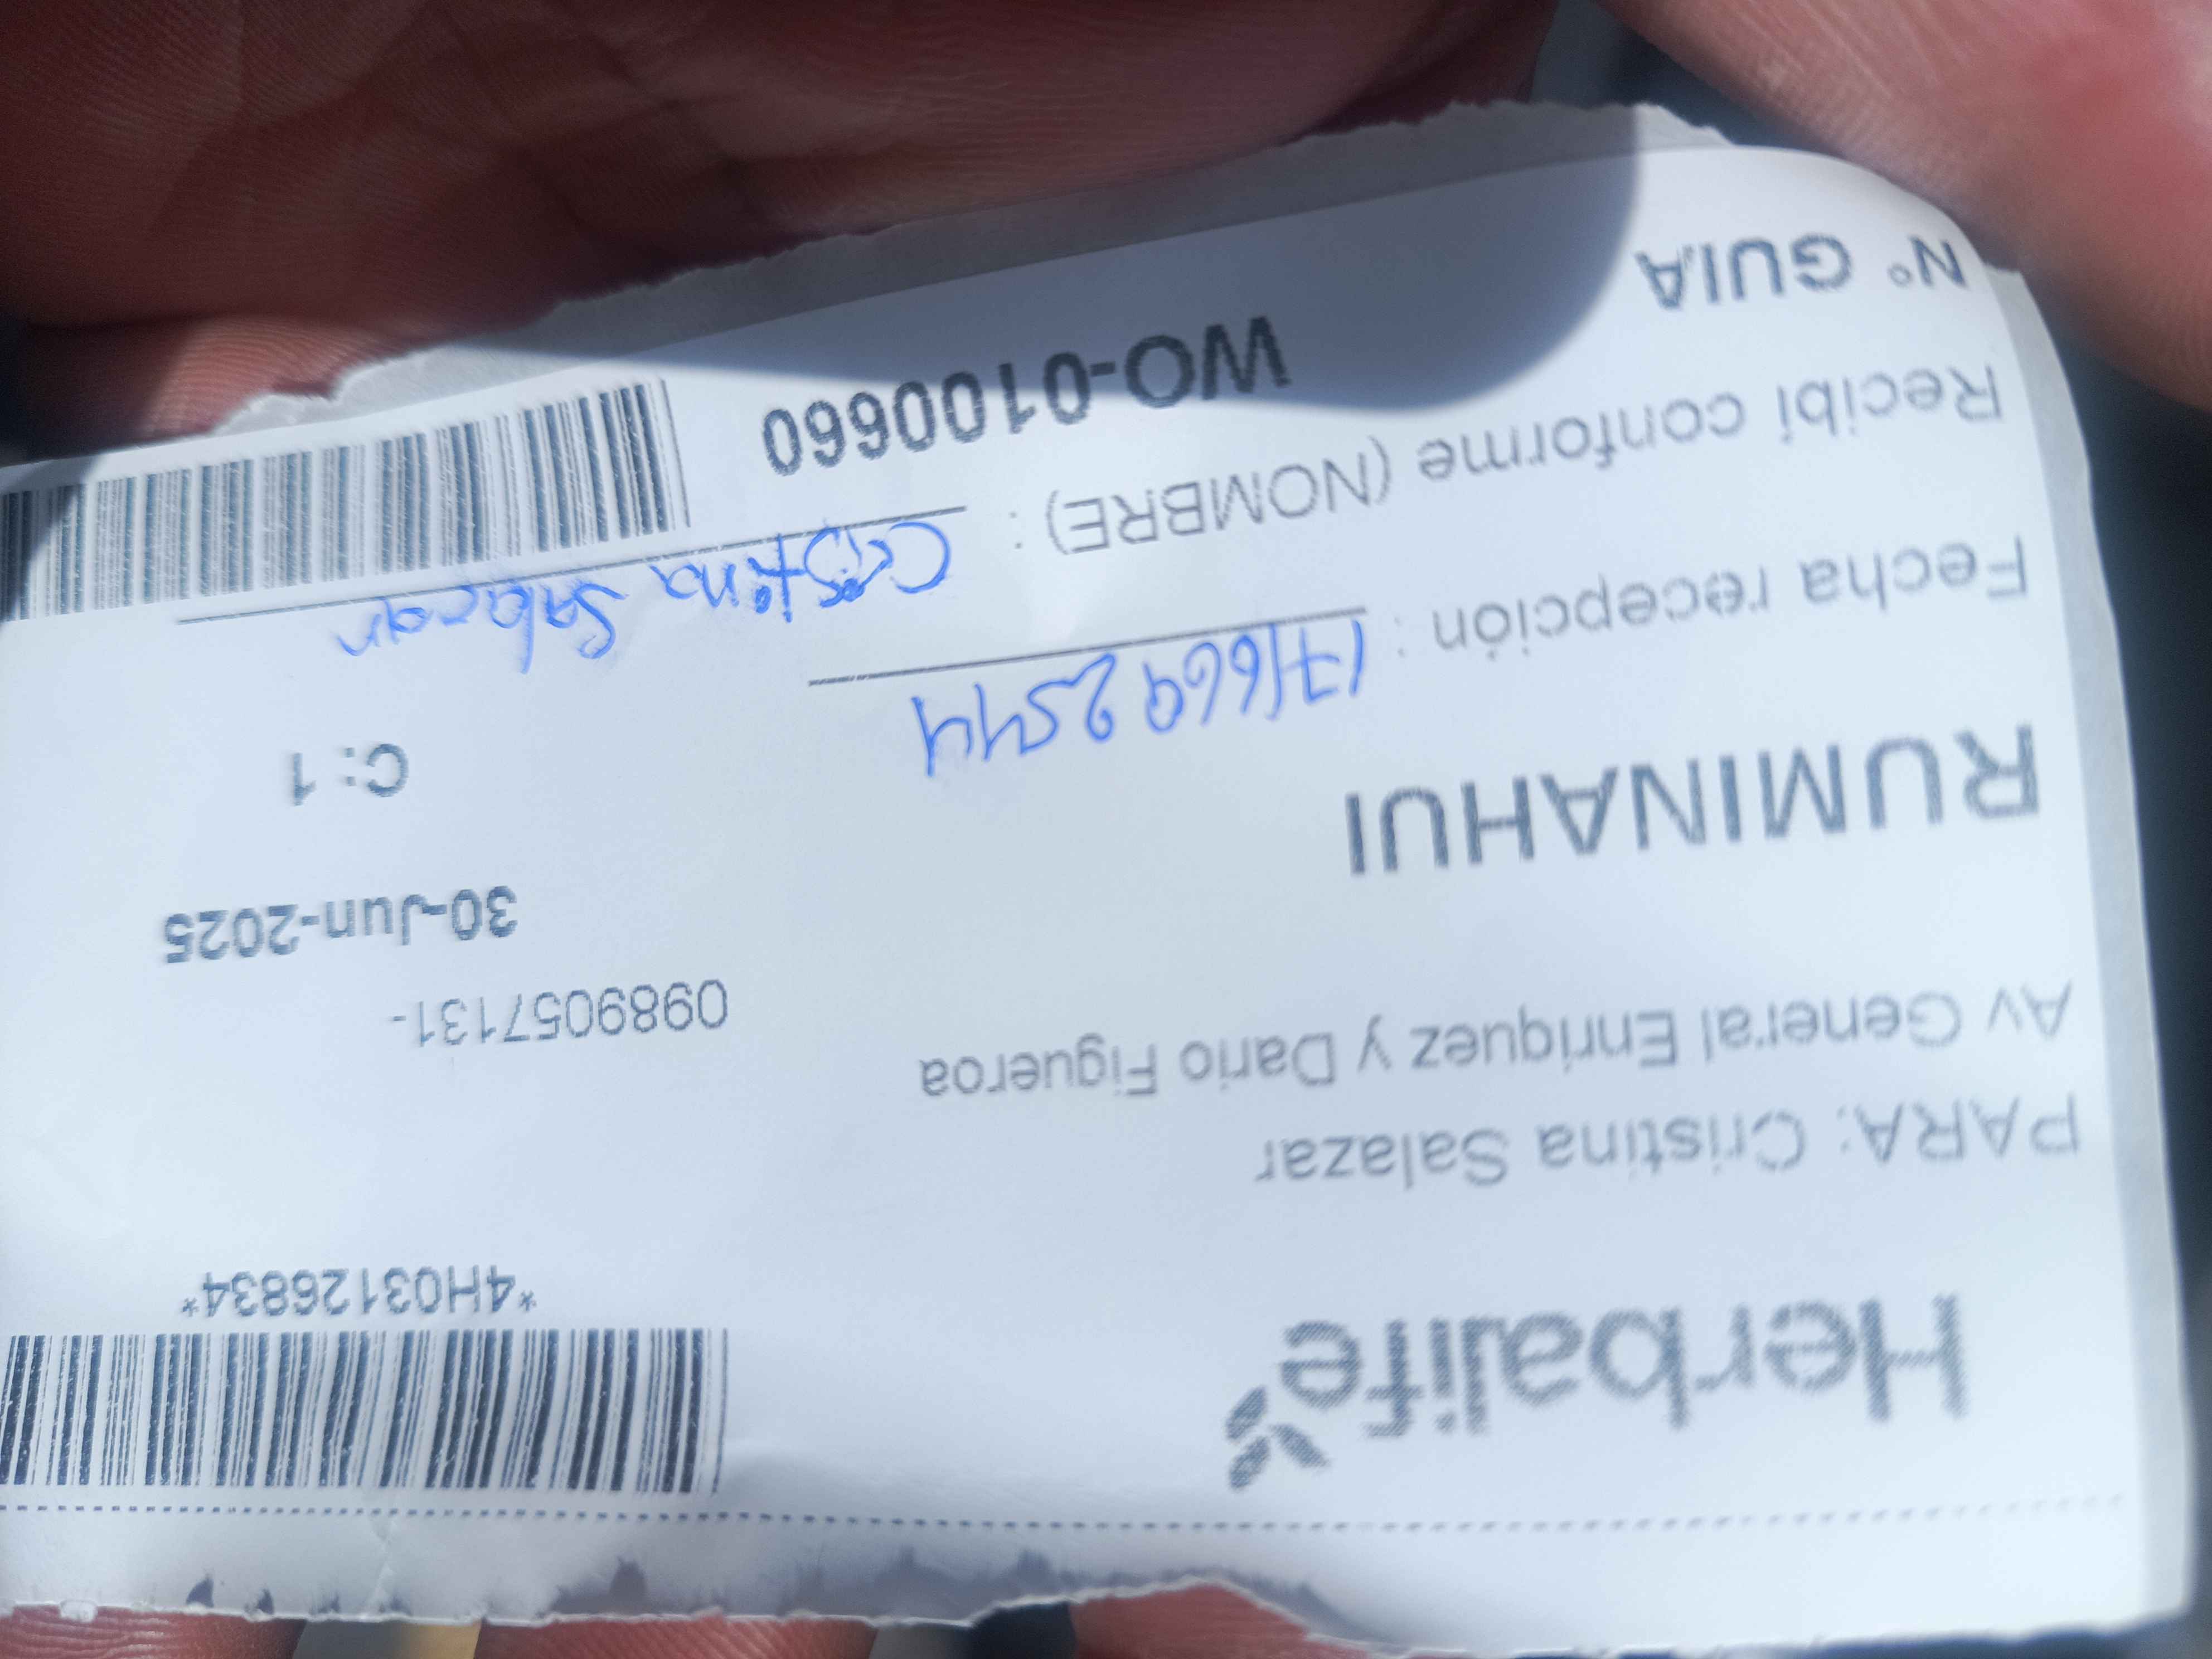 *4H03126834*
Herbalife
PARA: Cristina Salazar
Av General Enriquez y Dario Figueroa
0989057131-
30-Jun-2025
RUMINAHUI
C: 1
Fecha recepción : 1716692544
Recibí conforme (NOMBRE) : Cristina Salazar
N° GUIA WO-0100660